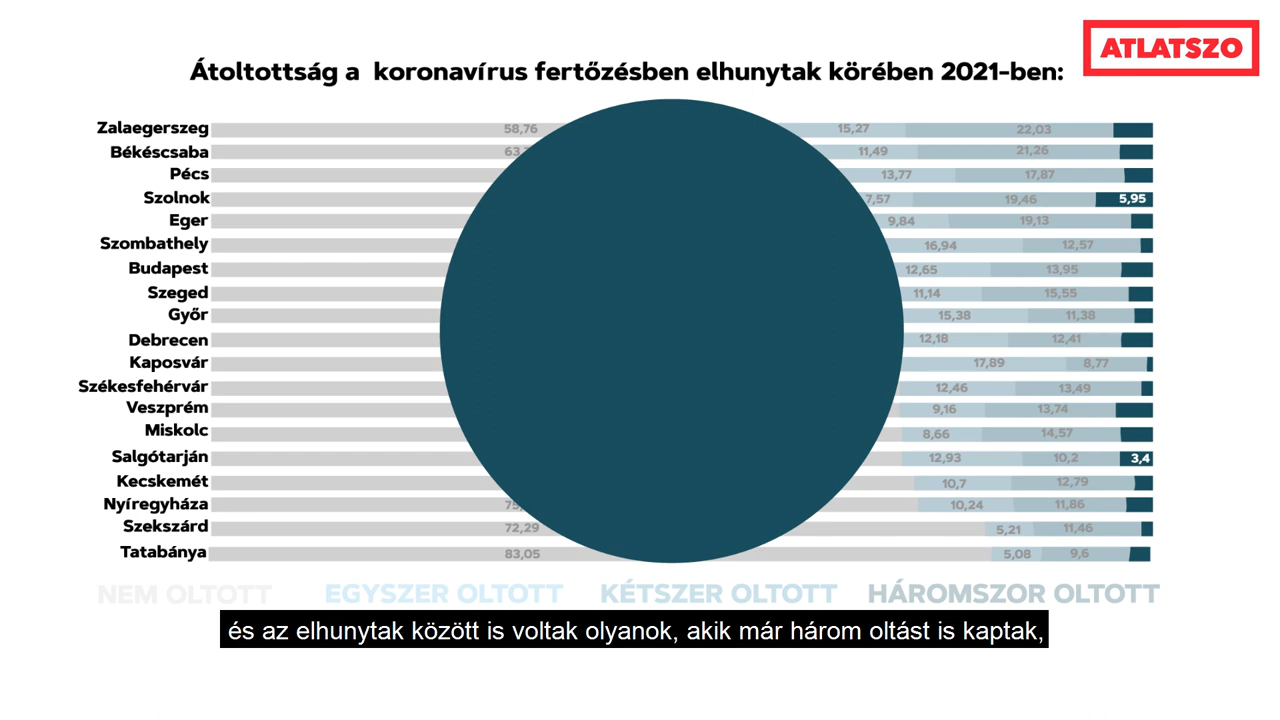 ATLATSZO
Átoltottság a koronavírus fertőzésben elhunytak körében 2021-ben:
Zalaegerszeg 58,76 15,27 22,03
Békéscsaba 11,49 21,26
Pécs 13,77 17,87
Szolnok 7,57 19,46 5,95
Eger 9,84 19,13
Szombathely 16,94 12,57
Budapest 12,65 13,95
Szeged 11,14 15,55
Győr 15,38 11,38
Debrecen 12,18 12,41
Kaposvár 17,89 8,77
Székesfehérvár 12,46 13,49
Veszprém 9,16 13,74
Miskolc 8,66 14,57
Salgótarján 12,93 10,2 3,4
Kecskemét 10,7 12,79
Nyíregyháza 10,24 11,86
Szekszárd 72,29 5,21 11,46
Tatabánya 83,05 5,08 9,6
NEM OLTOTT EGYSZER OLTOTT KÉTSZER OLTOTT HÁROMSZOR OLTOTT
és az elhunytak között is voltak olyanok, akik már három oltást is kaptak,